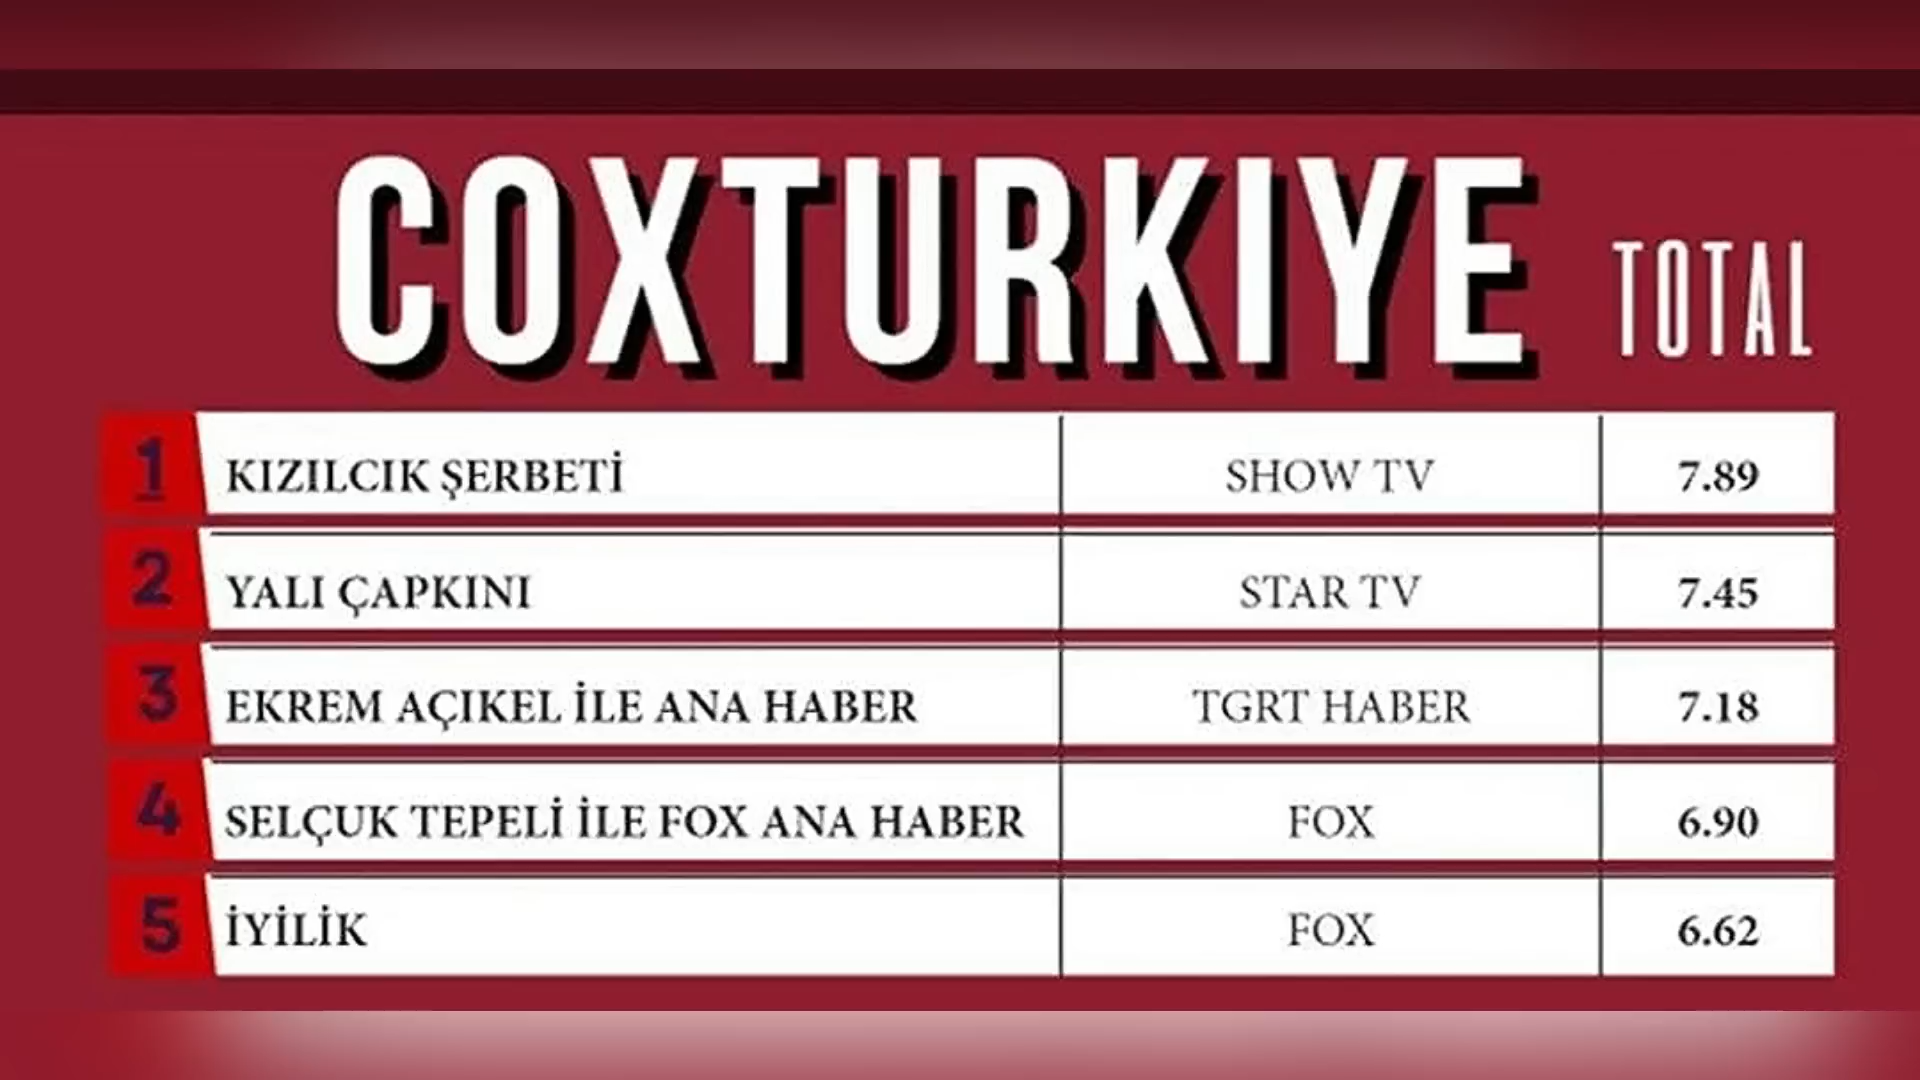 COXTURKIYE TOTAL
1 KIZILCIK ŞERBETİ SHOW TV 7.89
2 YALI ÇAPKINI STAR TV 7.45
3 EKREM AÇIKEL İLE ANA HABER TGRT HABER 7.18
4 SELÇUK TEPELİ İLE FOX ANA HABER FOX 6.90
5 İYİLİK FOX 6.62